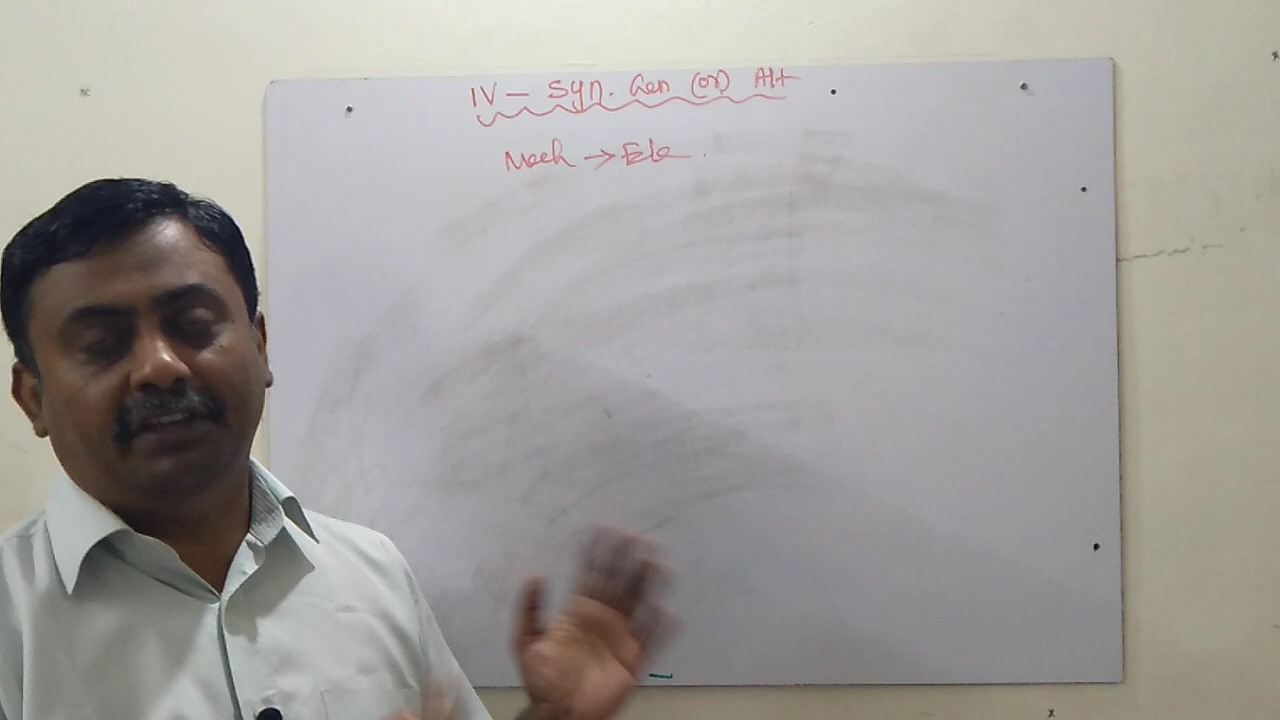 IV - Syn. Gen (or) Alt
Mech → Ele.